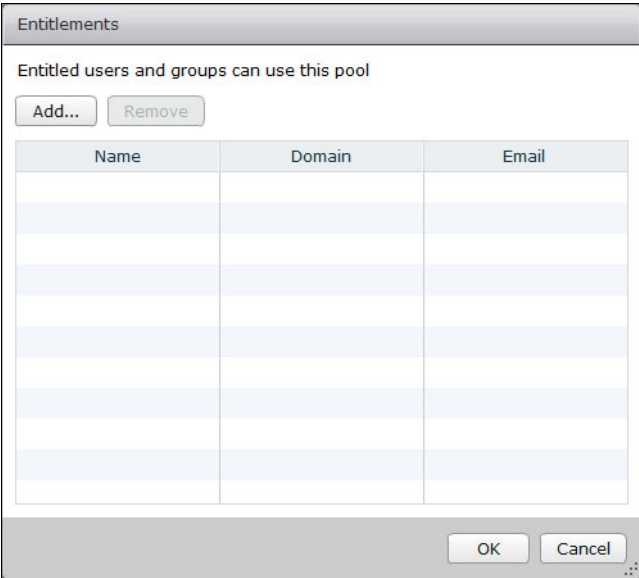 Entitlements
Entitled users and groups can use this pool
Add... Remove
Name Domain Email
OK Cancel